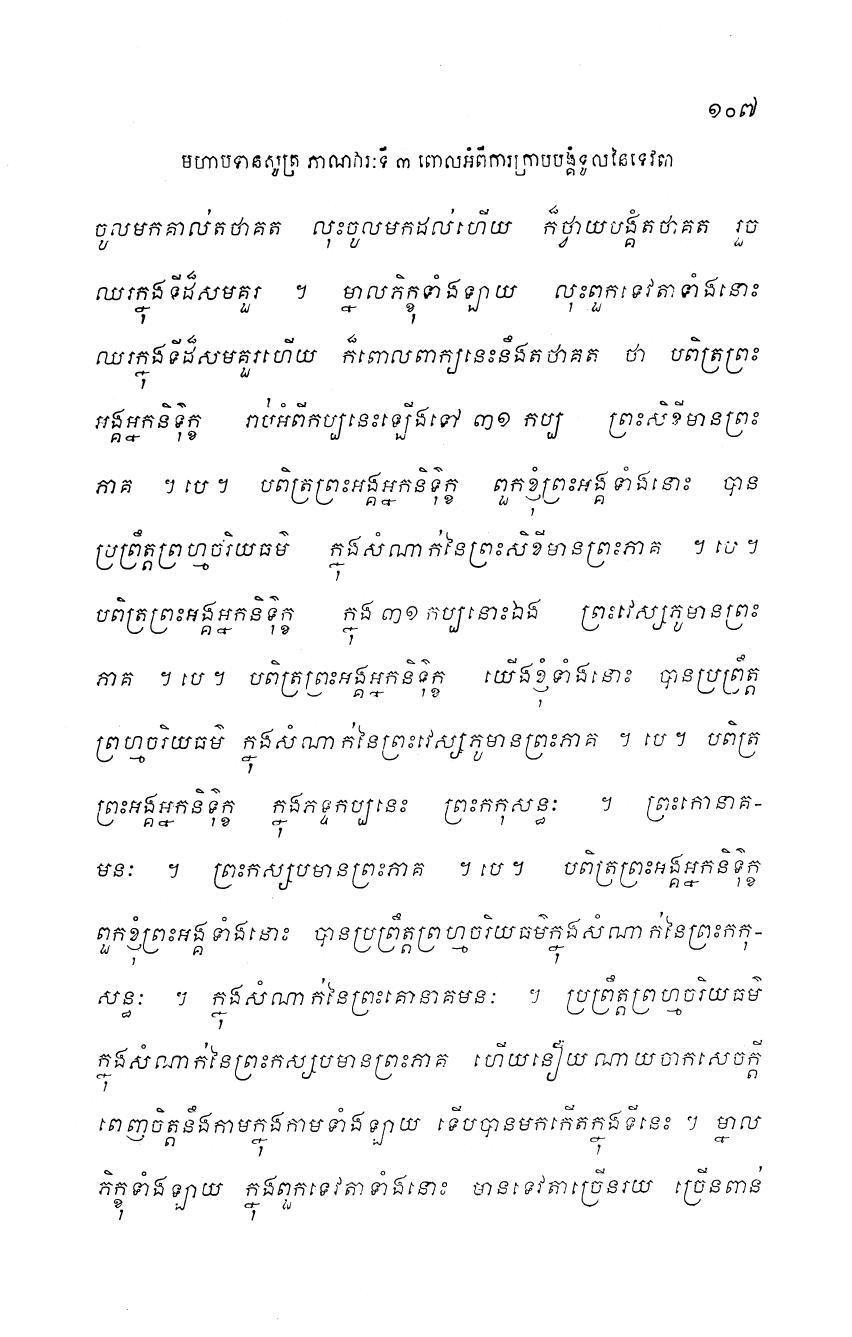 ១០៧
មហាបទានសូត្រ ភាណវារៈទី ៣ ពោលអំពីការក្រាបបង្គំទូលនៃទេវតា
ចូលមកគាល់តថាគត លុះចូលមកដល់ហើយ ក៏ថ្វាយបង្គំតថាគត រួច
ឈរក្នុងទីដ៏សមគួរ ។ ម្នាលភិក្ខុទាំងឡាយ លុះពួកទេវតាទាំងនោះ
ឈរក្នុងទីដ៏សមគួរហើយ ក៏ពោលពាក្យនេះនឹងតថាគត ថា បពិត្រព្រះ
អង្គអ្នកនិទ៌ុក្ខ រាប់អំពីកប្បនេះឡើងទៅ ៣១ កប្ប ព្រះសិខីមានព្រះ
ភាគ ។ បេ ។ បពិត្រព្រះអង្គអ្នកនិទ៌ុក្ខ ពួកខ្ញុំព្រះអង្គទាំងនោះ បាន
ប្រព្រឹត្តព្រហ្មចរិយធម៌ ក្នុងសំណាក់នៃព្រះសិខីមានព្រះភាគ ។ បេ ។
បពិត្រព្រះអង្គអ្នកនិទ៌ុក្ខ ក្នុង ៣១ កប្បនោះឯង ព្រះវេស្សភូមានព្រះ
ភាគ ។ បេ ។ បពិត្រព្រះអង្គអ្នកនិទ៌ុក្ខ យើងខ្ញុំទាំងនោះ បានប្រព្រឹត្ត
ព្រហ្មចរិយធម៌ ក្នុងសំណាក់នៃព្រះវេស្សភូមានព្រះភាគ ។ បេ ។ បពិត្រ
ព្រះអង្គអ្នកនិទ៌ុក្ខ ក្នុងភទ្ទកប្បនេះ ព្រះកកុសន្ធៈ ។ ព្រះកោនាគ-
មនៈ ។ ព្រះកស្សបមានព្រះភាគ ។ បេ ។ បពិត្រព្រះអង្គអ្នកនិទ៌ុក្ខ
ពួកខ្ញុំព្រះអង្គទាំងនោះ បានប្រព្រឹត្តព្រហ្មចរិយធម៌ក្នុងសំណាក់នៃព្រះកកុ-
សន្ធៈ ។ ក្នុងសំណាក់នៃព្រះគោនាគមនៈ ។ ប្រព្រឹត្តព្រហ្មចរិយធម៌
ក្នុងសំណាក់នៃព្រះកស្សបមានព្រះភាគ ហើយនឿយណាយចាកសេចក្តី
ពេញចិត្តនឹងកាមក្នុងកាមទាំងឡាយ ទើបបានមកកើតក្នុងទីនេះ ។ ម្នាល
ភិក្ខុទាំងឡាយ ក្នុងពួកទេវតាទាំងនោះ មានទេវតាច្រើនរយ ច្រើនពាន់